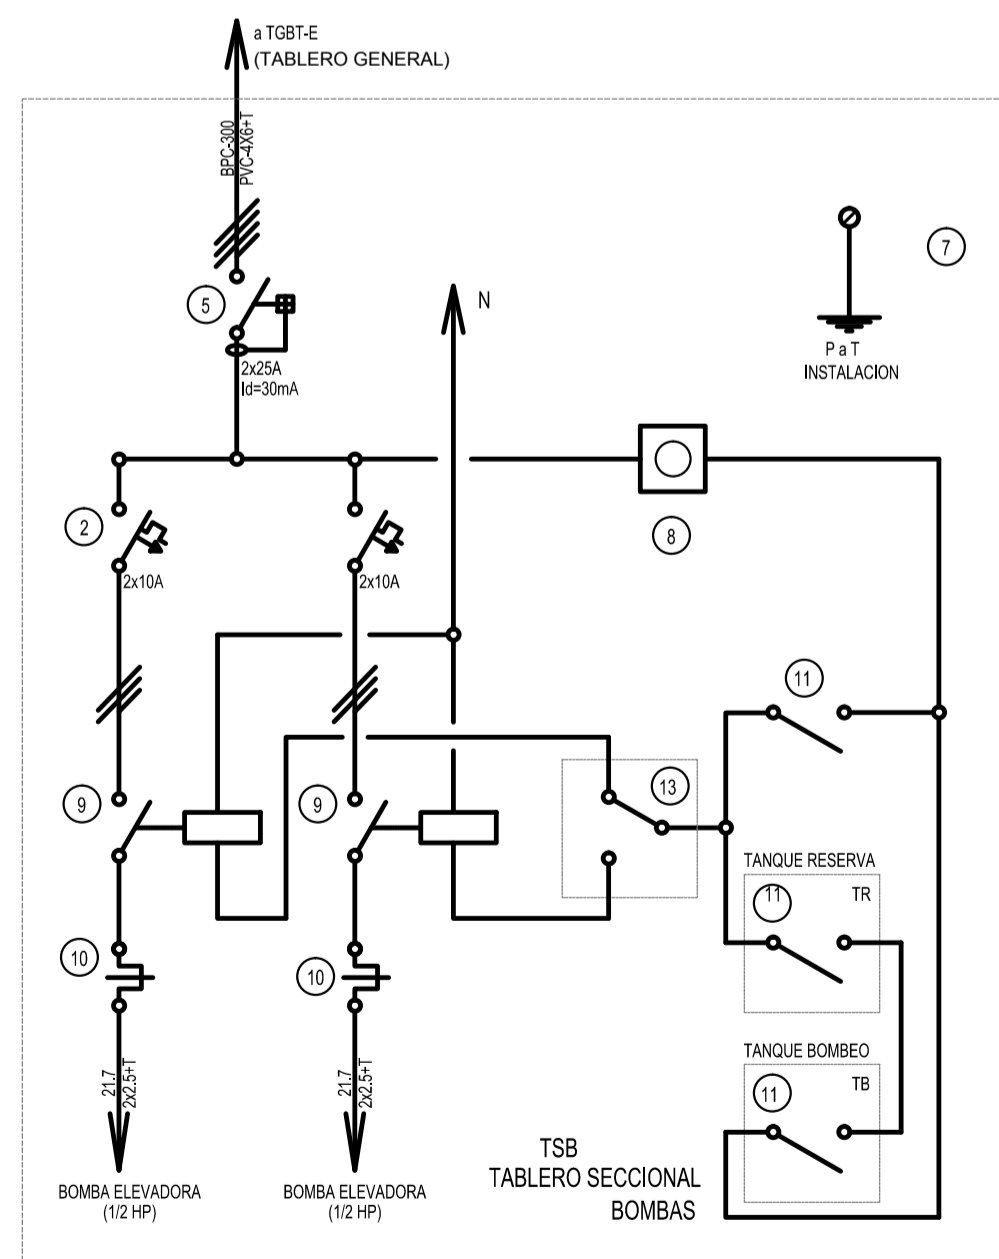 a TGBT-E
(TABLERO GENERAL)
BPC-300
PVC-4X6+T
7
5
N
2x25A
Id=30mA
P a T
INSTALACION
2
8
2x10A
2x10A
11
9
9
13
TANQUE RESERVA
11
TR
10
10
TANQUE BOMBEO
11
TB
21.7
2x2.5+T
21.7
2x2.5+T
TSB
TABLERO SECCIONAL
BOMBAS
BOMBA ELEVADORA
(1/2 HP)
BOMBA ELEVADORA
(1/2 HP)